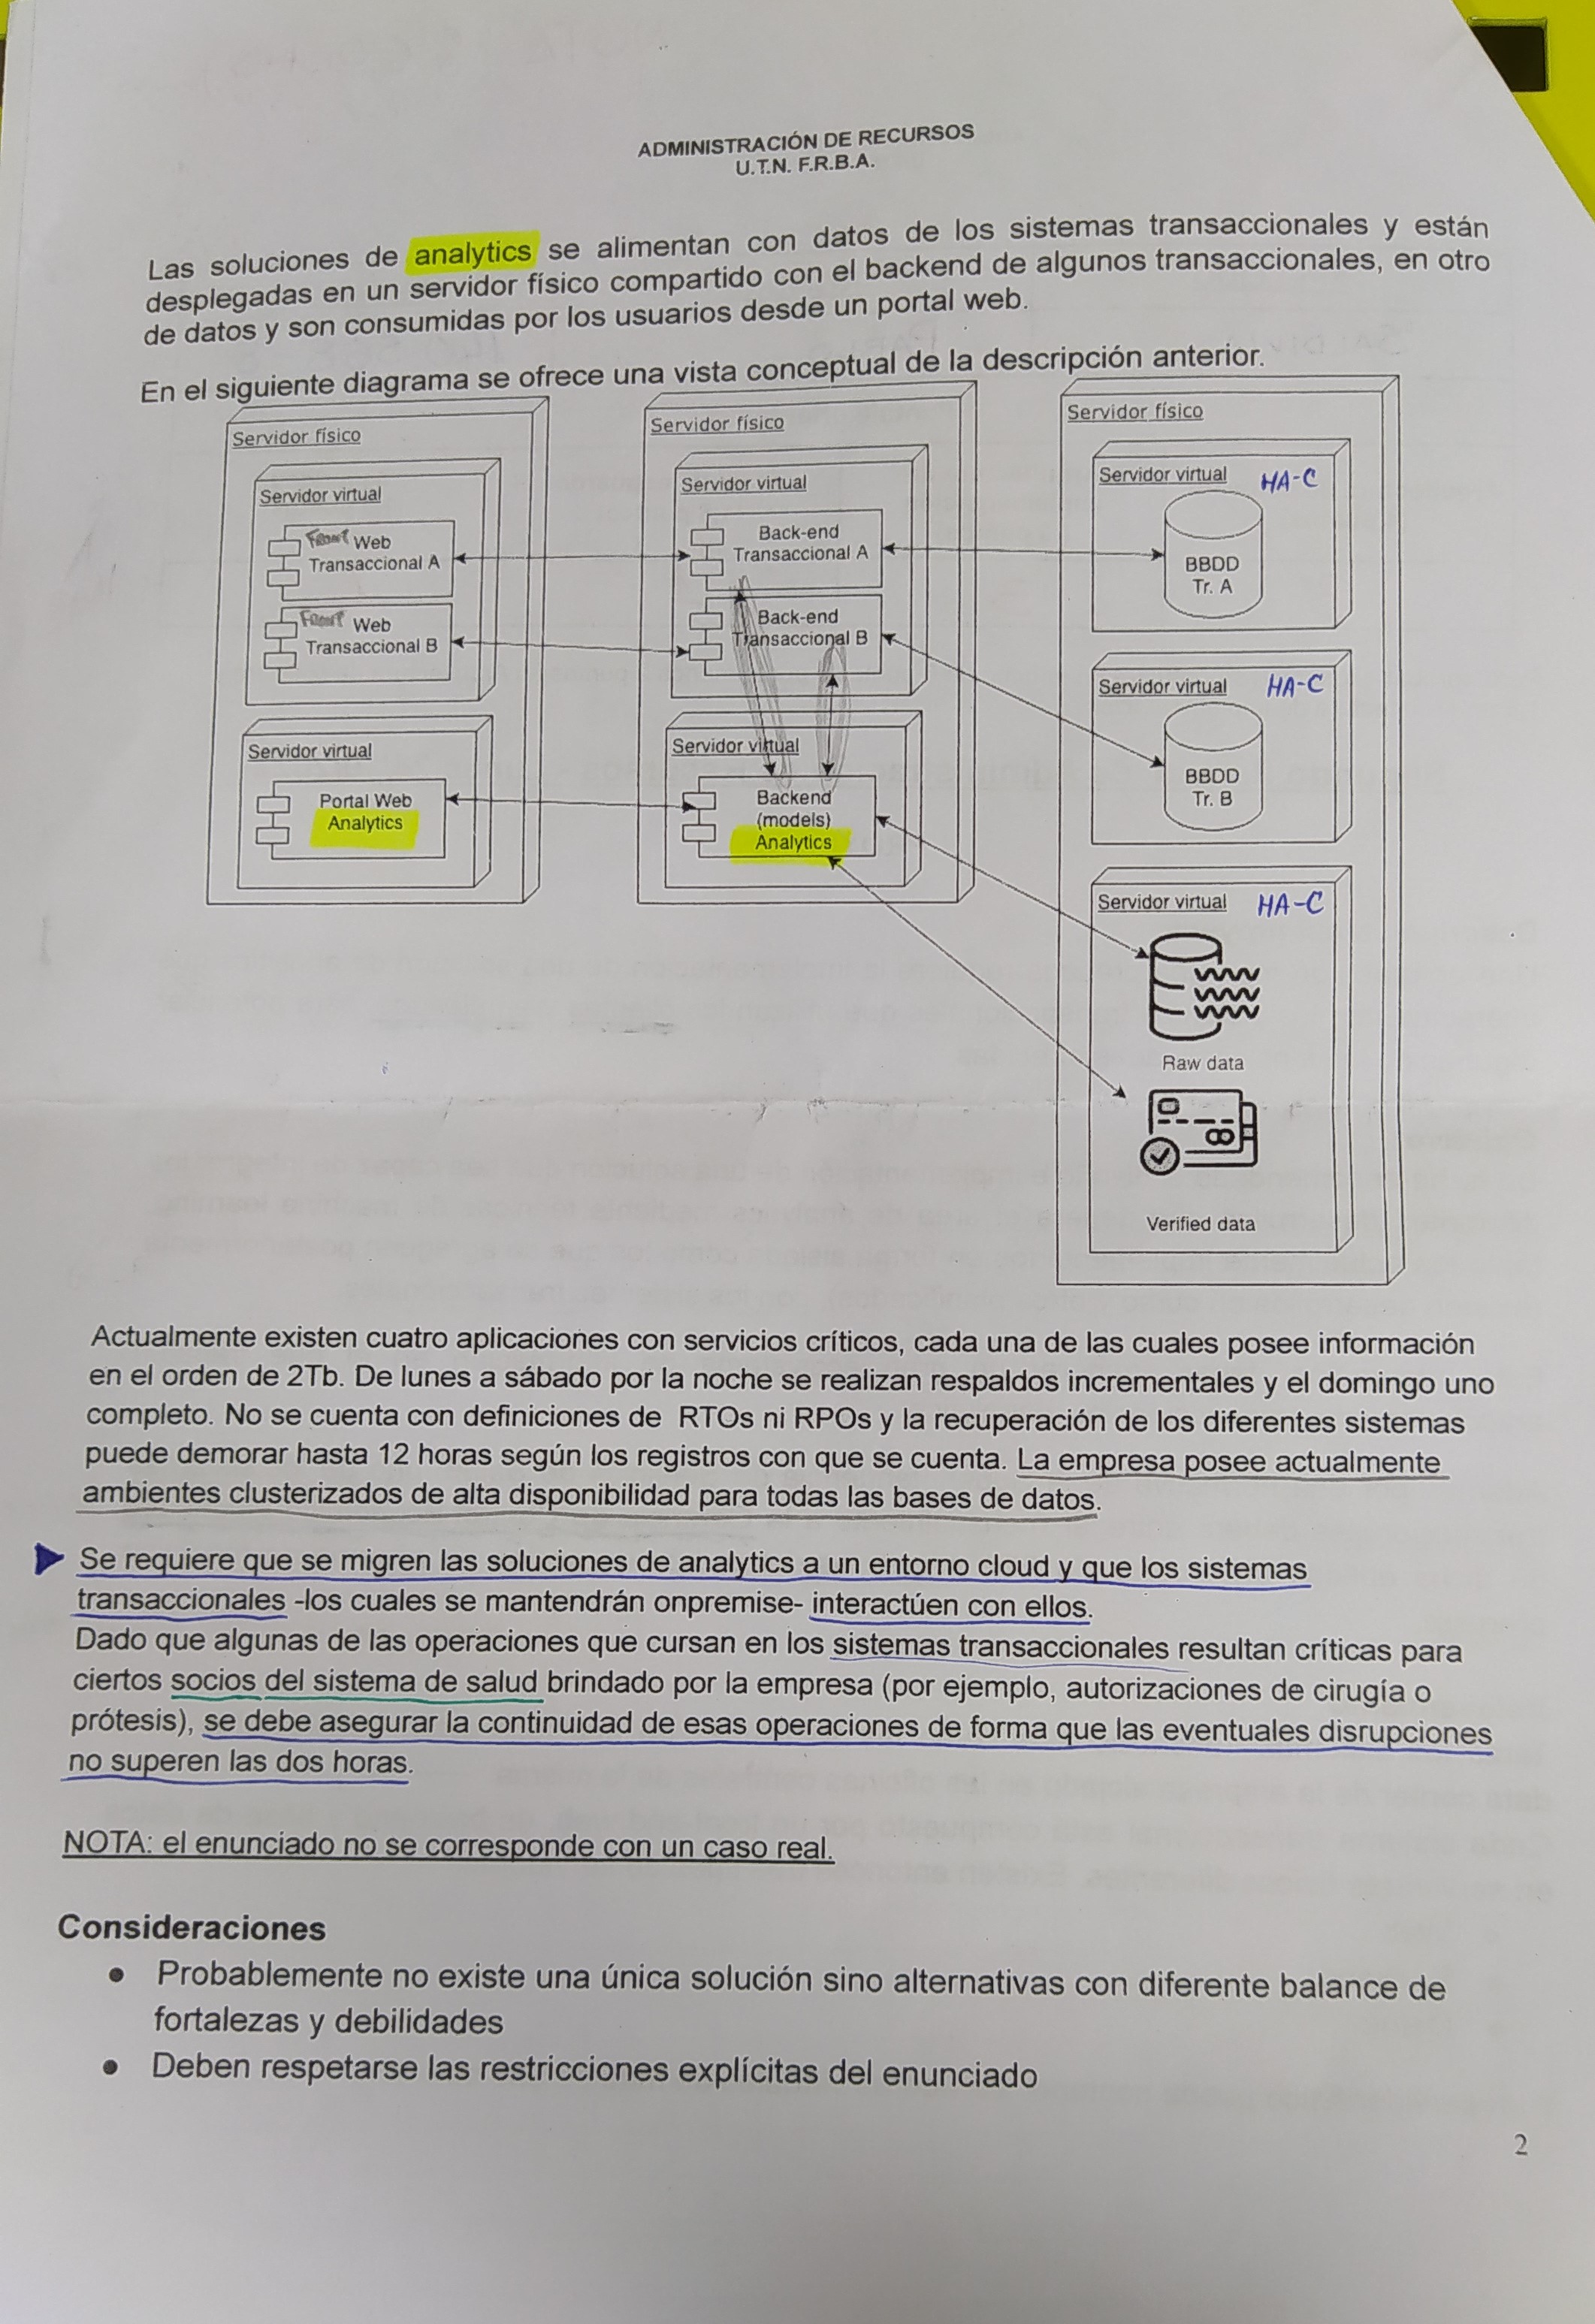 ADMINISTRACIÓN DE RECURSOS
U.T.N. F.R.B.A.
Las soluciones de analytics se alimentan con datos de los sistemas transaccionales y están
desplegadas en un servidor físico compartido con el backend de algunos transaccionales, en otro
de datos y son consumidas por los usuarios desde un portal web.
En el siguiente diagrama se ofrece una vista conceptual de la descripción anterior.
Servidor físico
Servidor virtual
Front Web
Transaccional A
Front Web
Transaccional B
Servidor virtual
Portal Web
Analytics
Servidor físico
Servidor virtual
Back-end
Transaccional A
Back-end
Transaccional B
Servidor virtual
Backend
(models)
Analytics
Servidor físico
Servidor virtual HA-C
BBDD
Tr. A
Servidor virtual HA-C
BBDD
Tr. B
Servidor virtual HA-C
Raw data
Verified data
Actualmente existen cuatro aplicaciones con servicios críticos, cada una de las cuales posee información
en el orden de 2Tb. De lunes a sábado por la noche se realizan respaldos incrementales y el domingo uno
completo. No se cuenta con definiciones de RTOs ni RPOs y la recuperación de los diferentes sistemas
puede demorar hasta 12 horas según los registros con que se cuenta. La empresa posee actualmente
ambientes clusterizados de alta disponibilidad para todas las bases de datos.
Se requiere que se migren las soluciones de analytics a un entorno cloud y que los sistemas
transaccionales -los cuales se mantendrán onpremise- interactúen con ellos.
Dado que algunas de las operaciones que cursan en los sistemas transaccionales resultan críticas para
ciertos socios del sistema de salud brindado por la empresa (por ejemplo, autorizaciones de cirugía o
prótesis), se debe asegurar la continuidad de esas operaciones de forma que las eventuales disrupciones
no superen las dos horas.
NOTA: el enunciado no se corresponde con un caso real.
Consideraciones
• Probablemente no existe una única solución sino alternativas con diferente balance de
fortalezas y debilidades
• Deben respetarse las restricciones explícitas del enunciado
2